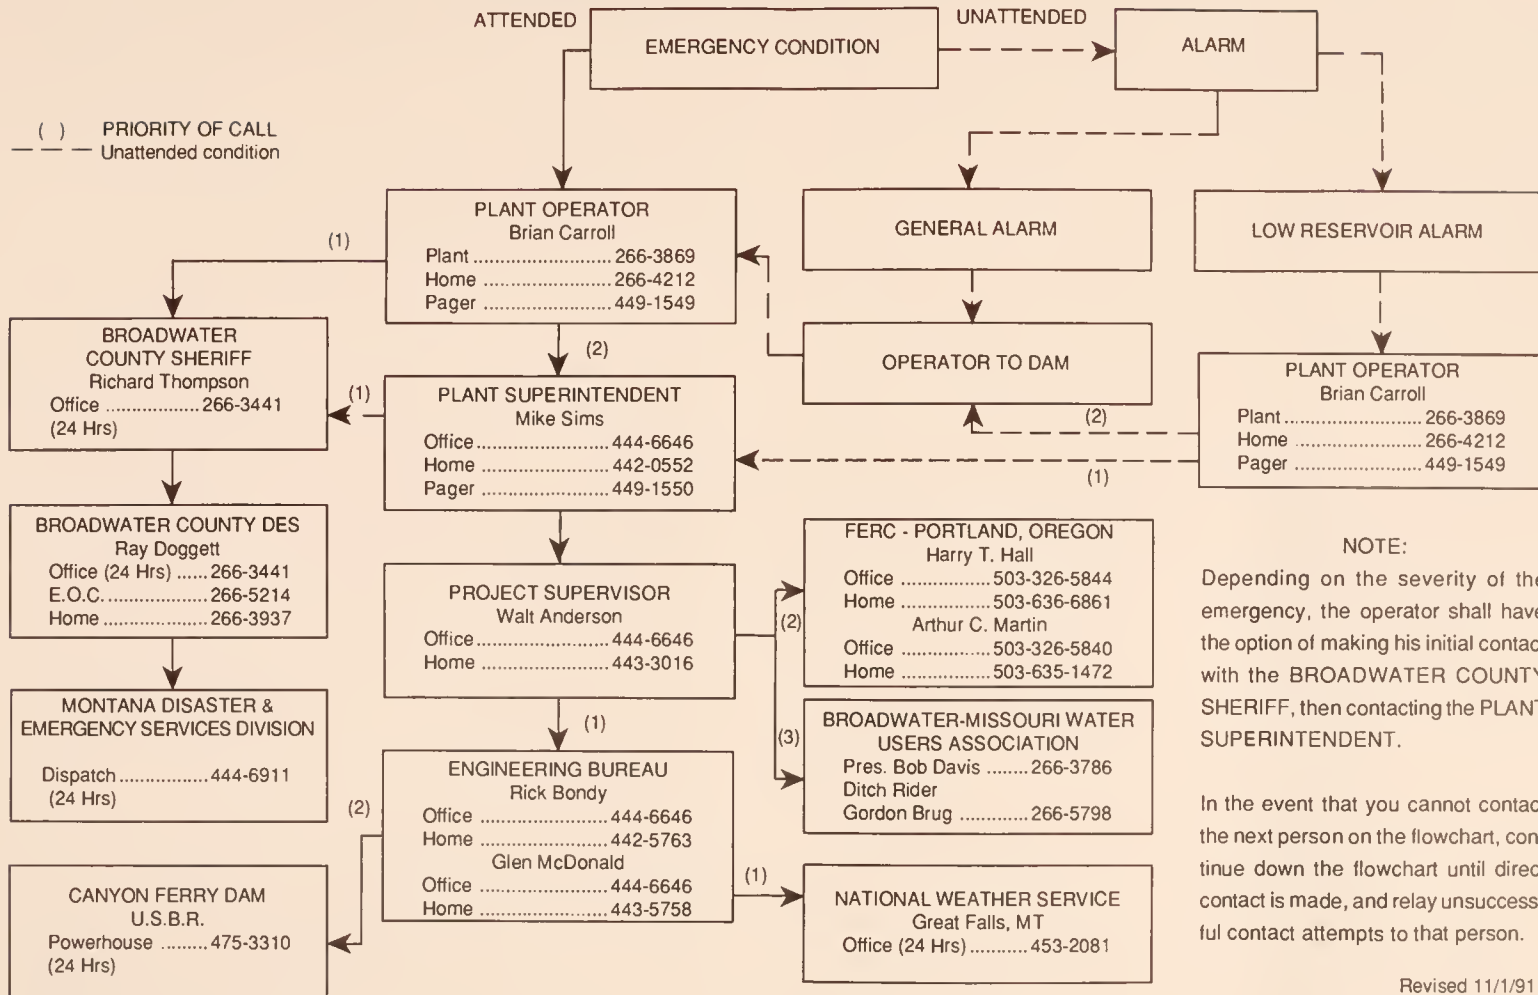 ATTENDED
UNATTENDED
EMERGENCY CONDITION
ALARM
( ) PRIORITY OF CALL
— — — Unattended condition
PLANT OPERATOR
Brian Carroll
Plant ........................ 266-3869
Home ....................... 266-4212
Pager ....................... 449-1549
GENERAL ALARM
LOW RESERVOIR ALARM
(1)
(2)
BROADWATER
COUNTY SHERIFF
Richard Thompson
Office ................. 266-3441
(24 Hrs)
(1)
PLANT SUPERINTENDENT
Mike Sims
Office ........................ 444-6646
Home ....................... 442-0552
Pager ....................... 449-1550
OPERATOR TO DAM
(2)
(1)
PLANT OPERATOR
Brian Carroll
Plant ........................ 266-3869
Home ....................... 266-4212
Pager ....................... 449-1549
BROADWATER COUNTY DES
Ray Doggett
Office (24 Hrs) ...... 266-3441
E.O.C. ................... 266-5214
Home ................... 266-3937
PROJECT SUPERVISOR
Walt Anderson
Office ....................... 444-6646
Home ....................... 443-3016
(2)
(3)
(1)
FERC - PORTLAND, OREGON
Harry T. Hall
Office ................ 503-326-5844
Home ................ 503-636-6861
Arthur C. Martin
Office ................ 503-326-5840
Home ................ 503-635-1472
MONTANA DISASTER &
EMERGENCY SERVICES DIVISION
Dispatch ................ 444-6911
(24 Hrs)
BROADWATER-MISSOURI WATER
USERS ASSOCIATION
Pres. Bob Davis ........ 266-3786
Ditch Rider
Gordon Brug ............ 266-5798
ENGINEERING BUREAU
Rick Bondy
Office ....................... 444-6646
Home ....................... 442-5763
Glen McDonald
Office ....................... 444-6646
Home ....................... 443-5758
(2)
(1)
CANYON FERRY DAM
U.S.B.R.
Powerhouse ......... 475-3310
(24 Hrs)
NATIONAL WEATHER SERVICE
Great Falls, MT
Office (24 Hrs) ........... 453-2081
NOTE:
Depending on the severity of the
emergency, the operator shall have
the option of making his initial contac
with the BROADWATER COUNTY
SHERIFF, then contacting the PLANT
SUPERINTENDENT.
In the event that you cannot contac
the next person on the flowchart, con
tinue down the flowchart until direc
contact is made, and relay unsuccess
ful contact attempts to that person.
Revised 11/1/91